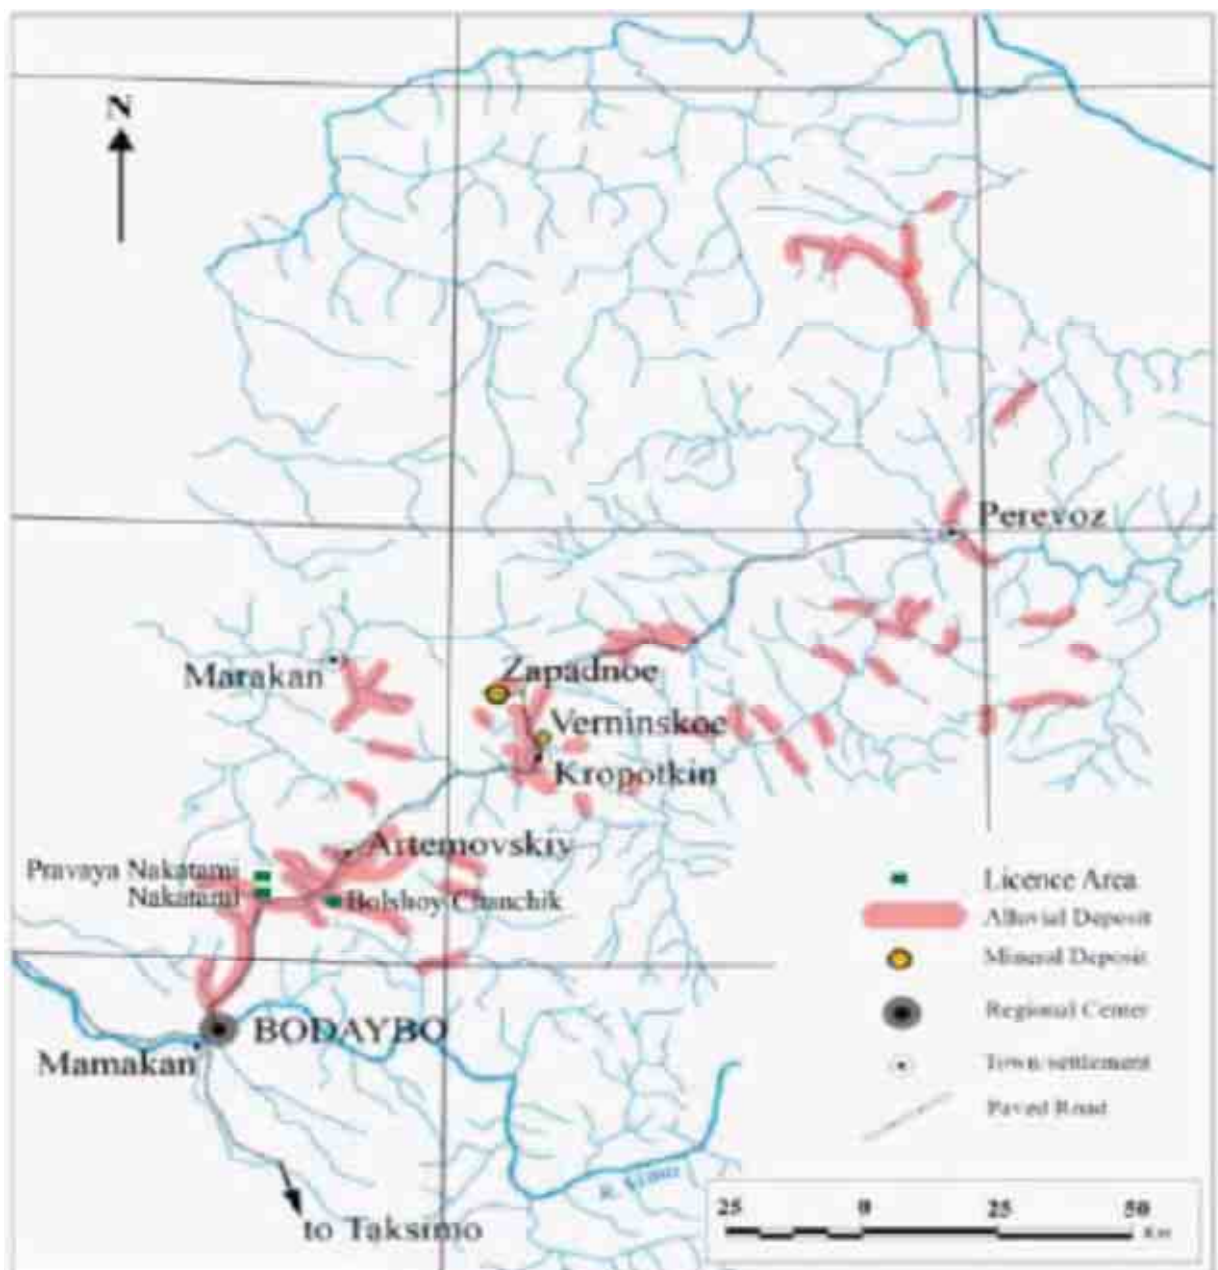 N
Perevoz
Marakan
Zapadnoe
Verninskoe
Kropotkin
Artemovskiy
Pravaya Nakatami
Nakatami
Bolshoy Chanchik
Licence Area
Alluvial Deposit
Mineral Deposit
Regional Center
Town/settlement
Paved Road
BODAYBO
Mamakan
to Taksimo
25 0 25 50
Km